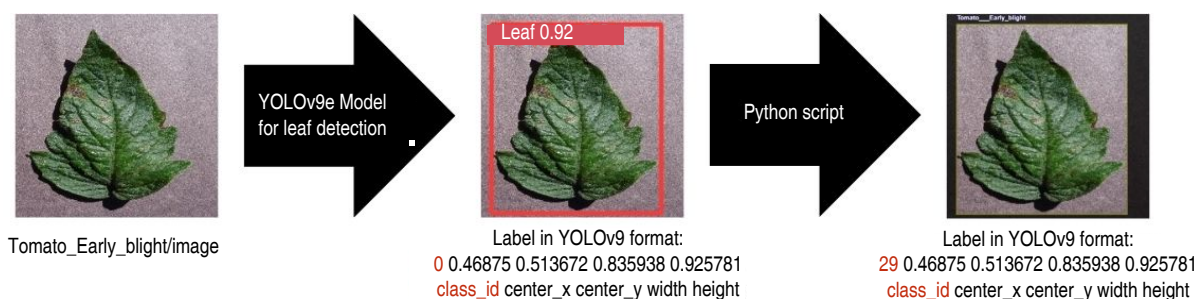 Tomato_Early_blight/image
YOLOv9e Model
for leaf detection
Leaf 0.92
Label in YOLOv9 format:
0 0.46875 0.513672 0.835938 0.925781
class_id center_x center_y width height
Python script
Tomato___Early_blight
Label in YOLOv9 format:
29 0.46875 0.513672 0.835938 0.925781
class_id center_x center_y width height